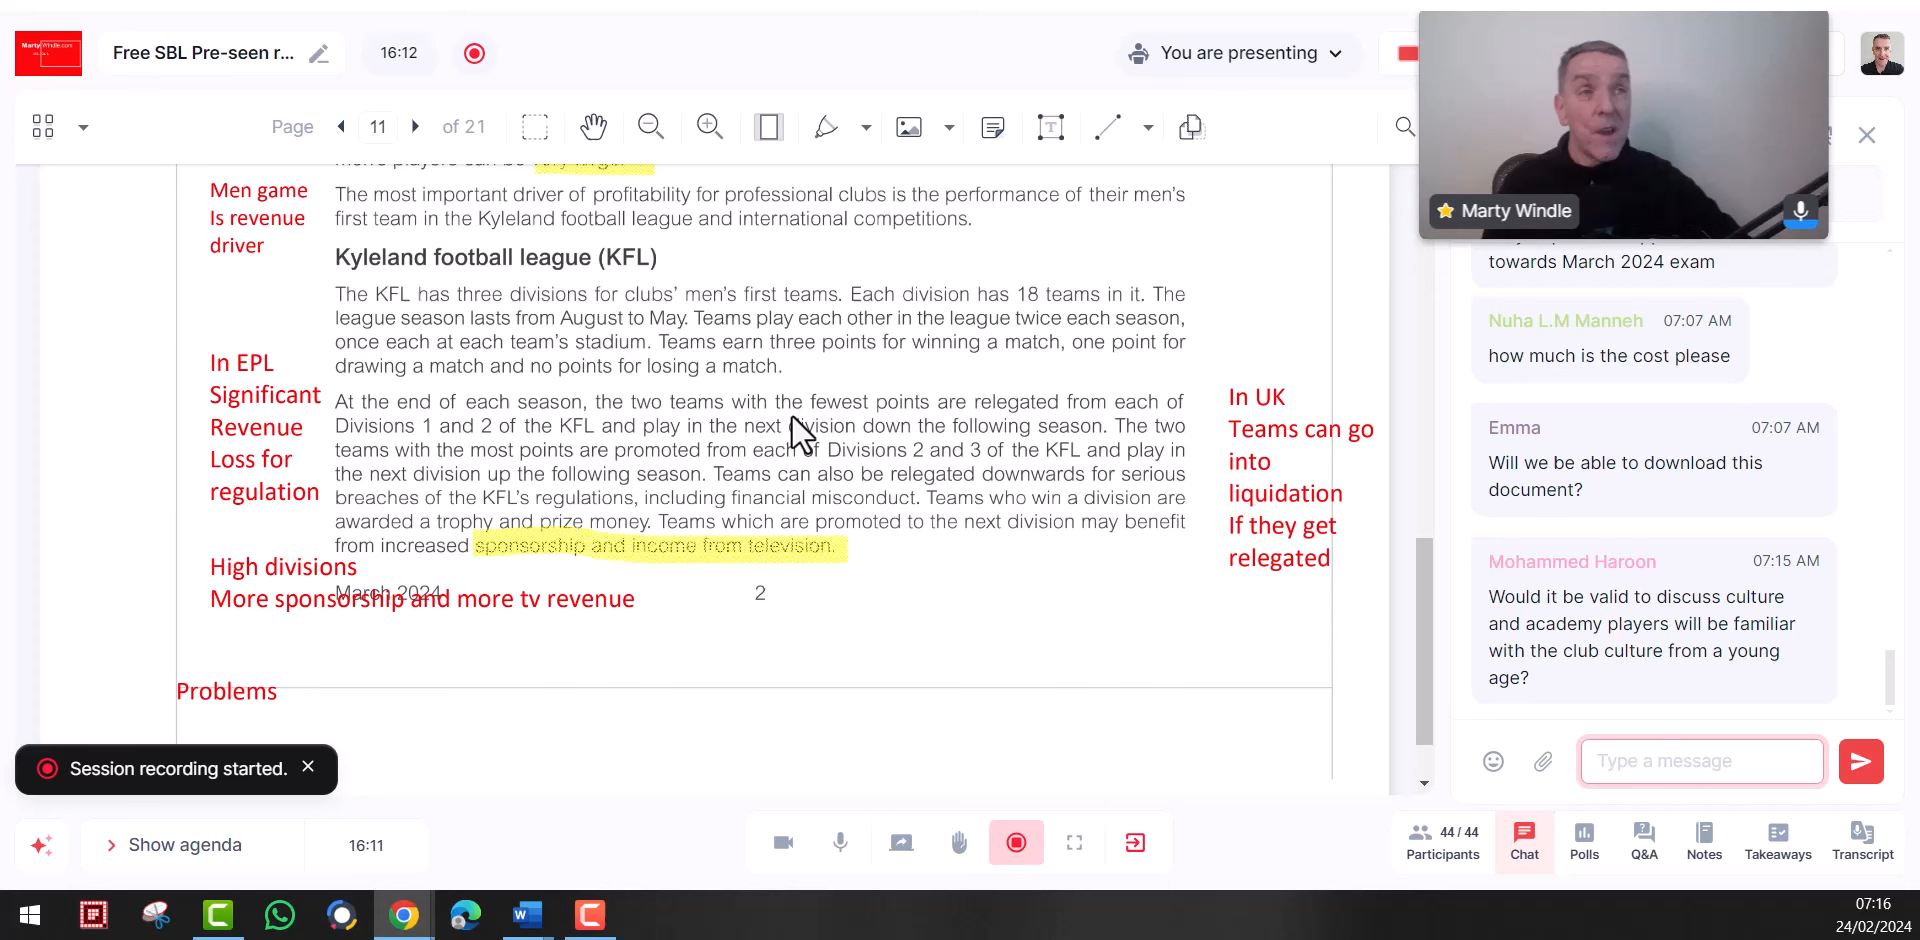 MartyWindle.com
Free SBL Pre-seen r...
16:12
You are presenting
Page 11 of 21
Marty Windle
Men game
Is revenue
driver
The most important driver of profitability for professional clubs is the performance of their men's
first team in the Kyleland football league and international competitions.
Kyleland football league (KFL)
The KFL has three divisions for clubs' men's first teams. Each division has 18 teams in it. The
league season lasts from August to May. Teams play each other in the league twice each season,
once each at each team's stadium. Teams earn three points for winning a match, one point for
drawing a match and no points for losing a match.
In EPL
Significant
Revenue
Loss for
regulation
At the end of each season, the two teams with the fewest points are relegated from each of
Divisions 1 and 2 of the KFL and play in the next division down the following season. The two
teams with the most points are promoted from each of Divisions 2 and 3 of the KFL and play in
the next division up the following season. Teams can also be relegated downwards for serious
breaches of the KFL's regulations, including financial misconduct. Teams who win a division are
awarded a trophy and prize money. Teams which are promoted to the next division may benefit
from increased sponsorship and income from television.
In UK
Teams can go
into
liquidation
If they get
relegated
High divisions
More sponsorship and more tv revenue
March 2024
2
Problems
Session recording started.
towards March 2024 exam
Nuha L.M Manneh 07:07 AM
how much is the cost please
Emma 07:07 AM
Will we be able to download this
document?
Mohammed Haroon 07:15 AM
Would it be valid to discuss culture
and academy players will be familiar
with the club culture from a young
age?
Type a message
Show agenda
16:11
44 / 44
Participants
Chat
Polls
Q&A
Notes
Takeaways
Transcript
07:16
24/02/2024